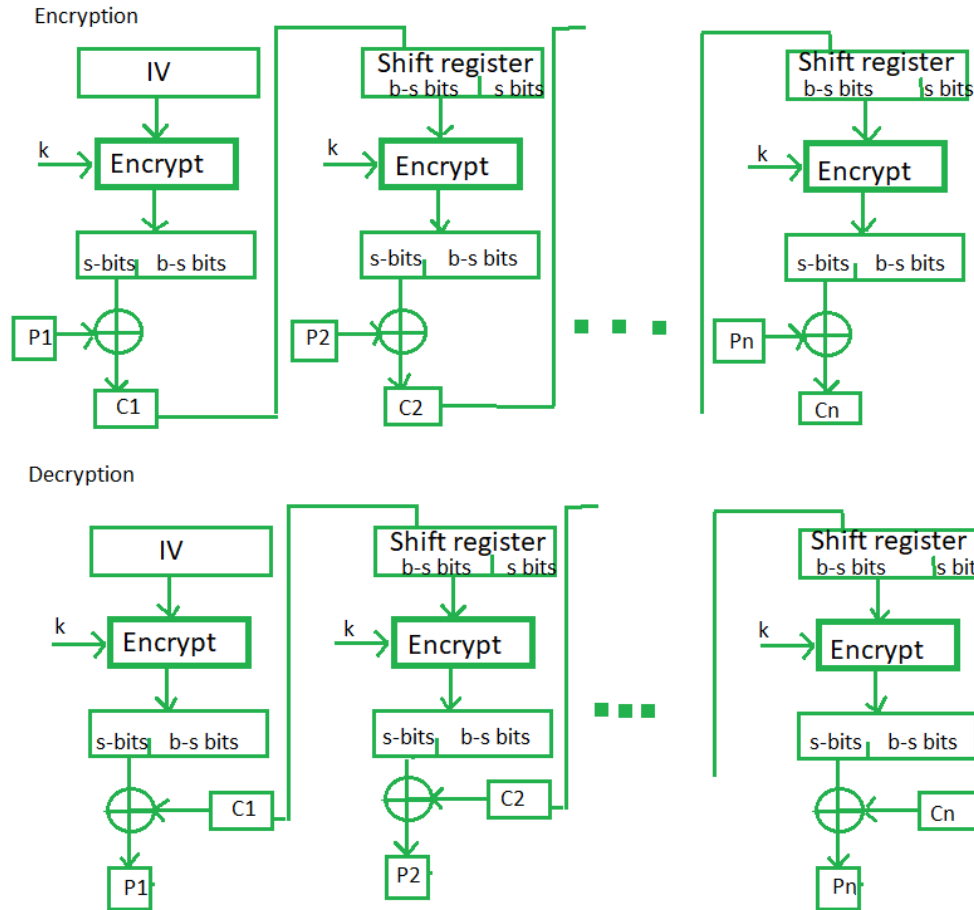 Encryption
IV
Shift register
b-s bits
s bits
Shift register
b-s bits
s bits
k
Encrypt
k
Encrypt
k
Encrypt
s-bits
b-s bits
s-bits
b-s bits
s-bits
b-s bits
P1
P2
Pn
C1
C2
Cn
Decryption
IV
Shift register
b-s bits
s bits
Shift register
b-s bits
s bit
k
Encrypt
k
Encrypt
k
Encrypt
s-bits
b-s bits
s-bits
b-s bits
s-bits
b-s bits
C1
C2
Cn
P1
P2
Pn